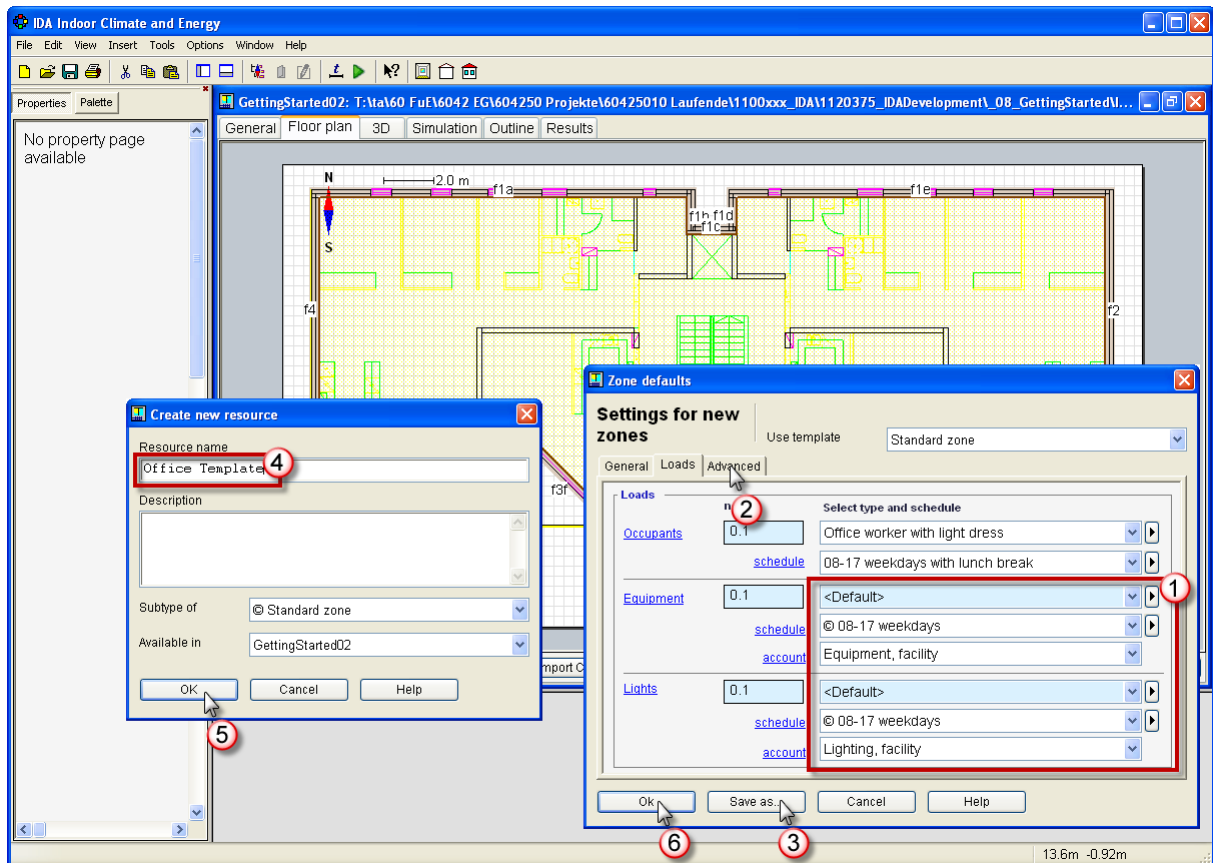 IDA Indoor Climate and Energy
File Edit View Insert Tools Options Window Help
Properties Palette
No property page
available
GettingStarted02: T:\ta\60 FuE\6042 EG\604250 Projekte\60425010 Laufende\1100xxx_IDA\1120375_IDADevelopment\_08_GettingStarted\I...
General Floor plan 3D Simulation Outline Results
N
2.0 m
S
f1a
f1b f1d
f1c
f1e
f4
f2
f3f
Create new resource
Resource name
Office Template
4
Description
Subtype of
© Standard zone
Available in
GettingStarted02
OK Cancel Help
5
mport C
Zone defaults
Settings for new
zones
Use template
Standard zone
General Loads Advanced
2
Loads
Select type and schedule
Occupants 0.1 Office worker with light dress
schedule 08-17 weekdays with lunch break
1
Equipment 0.1 <Default>
schedule © 08-17 weekdays
account Equipment, facility
Lights 0.1 <Default>
schedule © 08-17 weekdays
account Lighting, facility
Ok Save as... Cancel Help
6 3
13.6m -0.92m